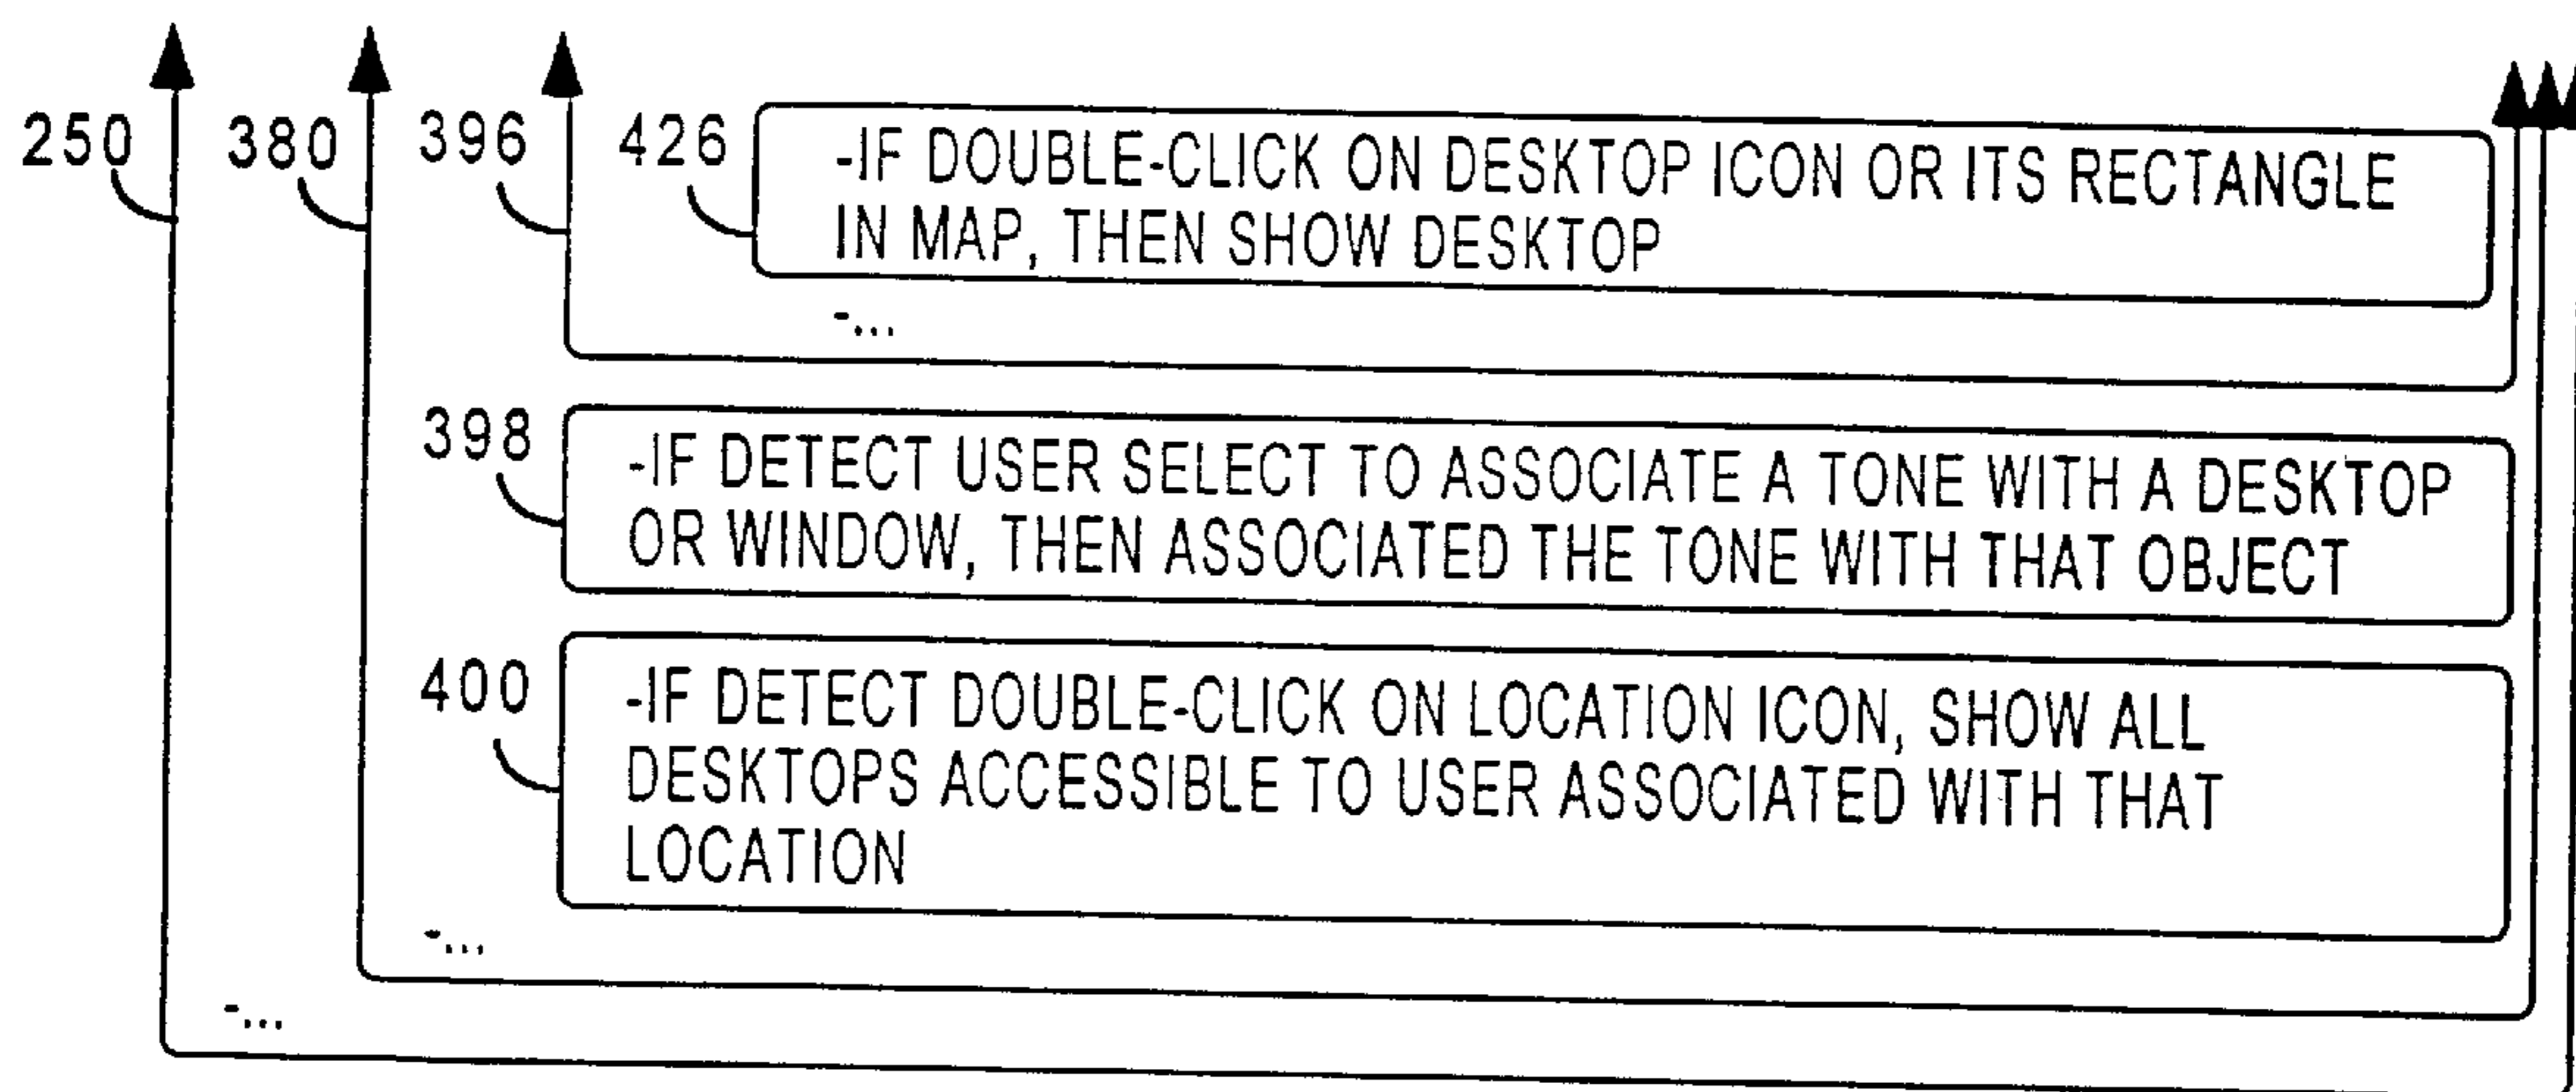 250 380 396 426 -IF DOUBLE-CLICK ON DESKTOP ICON OR ITS RECTANGLE
IN MAP, THEN SHOW DESKTOP
-...
398 -IF DETECT USER SELECT TO ASSOCIATE A TONE WITH A DESKTOP
OR WINDOW, THEN ASSOCIATED THE TONE WITH THAT OBJECT
400 -IF DETECT DOUBLE-CLICK ON LOCATION ICON, SHOW ALL
DESKTOPS ACCESSIBLE TO USER ASSOCIATED WITH THAT
LOCATION
-...
-...